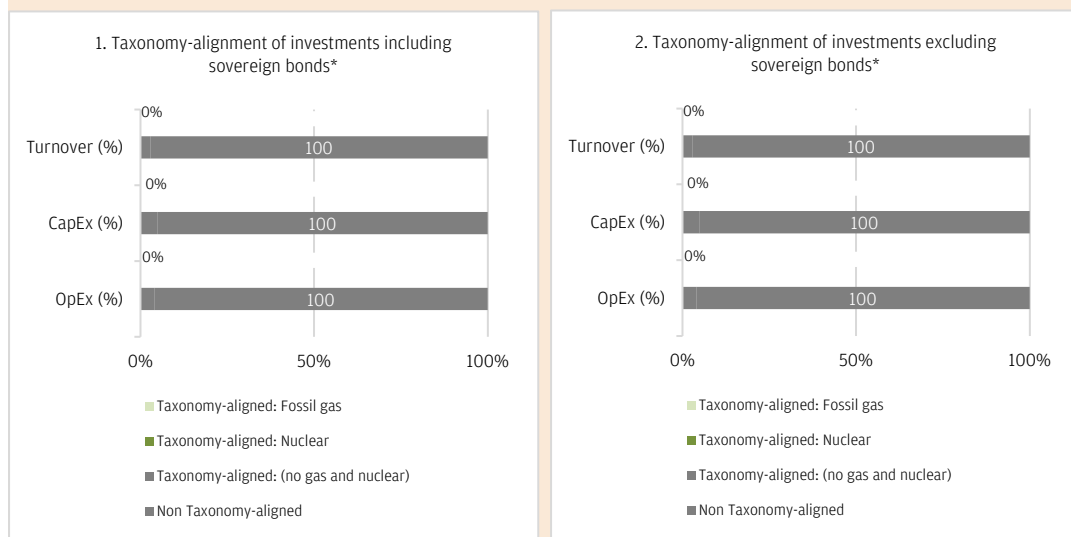 1. Taxonomy-alignment of investments including
sovereign bonds*
0%
Turnover (%)
100
0%
CapEx (%)
100
0%
OpEx (%)
100
0%
50%
100%
Taxonomy-aligned: Fossil gas
Taxonomy-aligned: Nuclear
Taxonomy-aligned: (no gas and nuclear)
Non Taxonomy-aligned
2. Taxonomy-alignment of investments excluding
sovereign bonds*
0%
Turnover (%)
100
0%
CapEx (%)
100
0%
OpEx (%)
100
0%
50%
100%
Taxonomy-aligned: Fossil gas
Taxonomy-aligned: Nuclear
Taxonomy-aligned: (no gas and nuclear)
Non Taxonomy-aligned